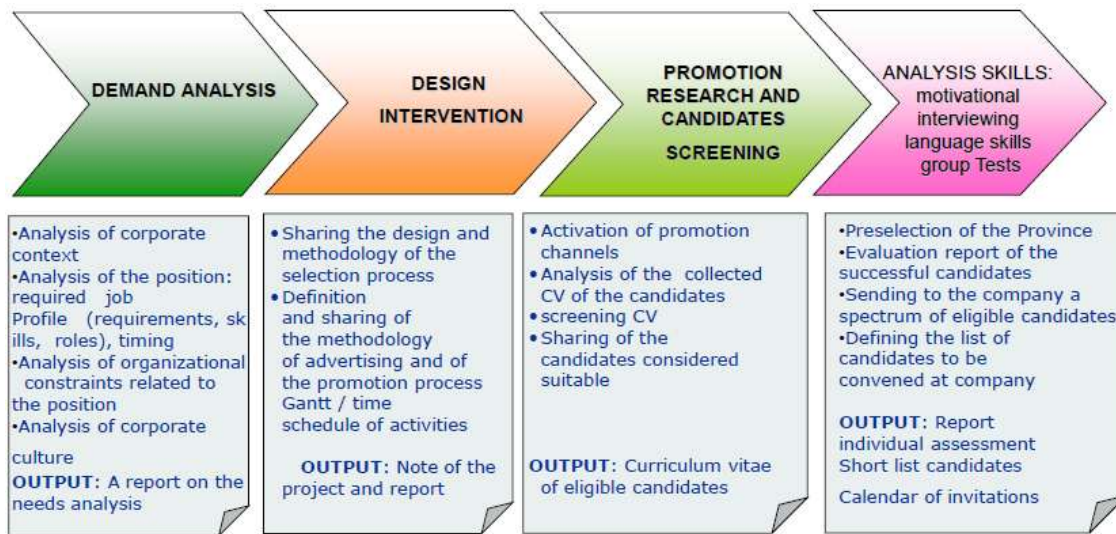 DEMAND ANALYSIS
DESIGN
INTERVENTION
PROMOTION
RESEARCH AND
CANDIDATES
SCREENING
ANALYSIS SKILLS:
motivational
interviewing
language skills
group Tests
•Analysis of corporate
context
•Analysis of the position:
required job
Profile (requirements, sk
ills, roles), timing
•Analysis of organizational
constraints related to
the position
•Analysis of corporate
culture
OUTPUT: A report on the
needs analysis
• Sharing the design and
methodology of the
selection process
• Definition
and sharing of
the methodology
of advertising and of
the promotion process
Gantt / time
schedule of activities
OUTPUT: Note of the
project and report
• Activation of promotion
channels
• Analysis of the collected
CV of the candidates
• screening CV
• Sharing of the
candidates considered
suitable
OUTPUT: Curriculum vitae
of eligible candidates
•Preselection of the Province
•Evaluation report of the
successful candidates
•Sending to the company a
spectrum of eligible candidates
•Defining the list of
candidates to be
convened at company
OUTPUT: Report
individual assessment
Short list candidates
Calendar of invitations